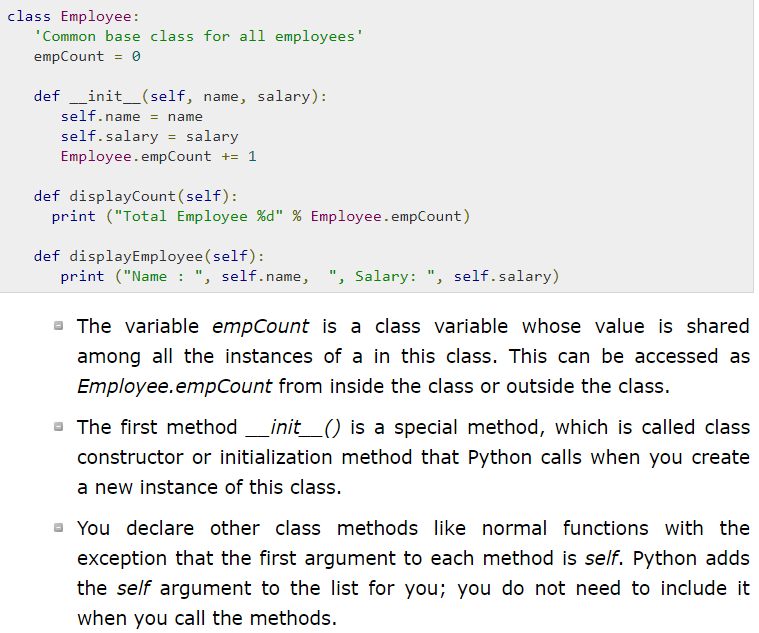 class Employee:
   'Common base class for all employees'
   empCount = 0

   def __init__(self, name, salary):
      self.name = name
      self.salary = salary
      Employee.empCount += 1

   def displayCount(self):
     print ("Total Employee %d" % Employee.empCount)

   def displayEmployee(self):
      print ("Name : ", self.name,  ", Salary: ", self.salary)

The variable empCount is a class variable whose value is shared
among all the instances of a in this class. This can be accessed as
Employee.empCount from inside the class or outside the class.
The first method __init__() is a special method, which is called class
constructor or initialization method that Python calls when you create
a new instance of this class.
You declare other class methods like normal functions with the
exception that the first argument to each method is self. Python adds
the self argument to the list for you; you do not need to include it
when you call the methods.